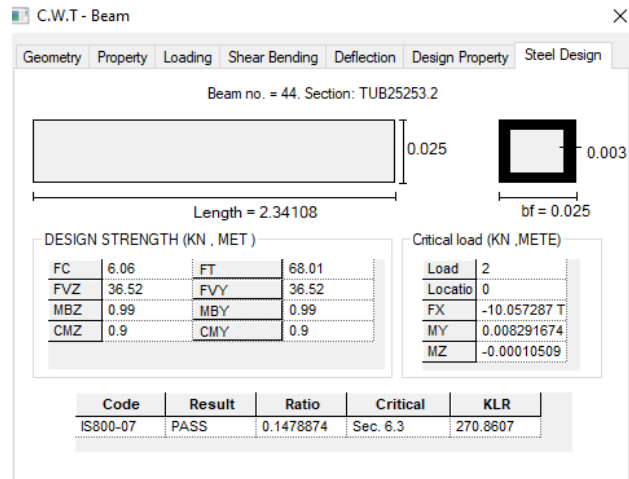 C.W.T - Beam
Geometry Property Loading Shear Bending Deflection Design Property Steel Design
Beam no. = 44. Section: TUB25253.2
0.025
0.003
Length = 2.34108
bf = 0.025
DESIGN STRENGTH (KN , MET )
Critical load (KN ,METE)
FC 6.06 FT 68.01
Load 2
FVZ 36.52 FVY 36.52
Locatio 0
MBZ 0.99 MBY 0.99
FX -10.057287 T
CMZ 0.9 CMY 0.9
MY 0.008291674
MZ -0.00010509
Code Result Ratio Critical KLR
IS800-07 PASS 0.1478874 Sec. 6.3 270.8607